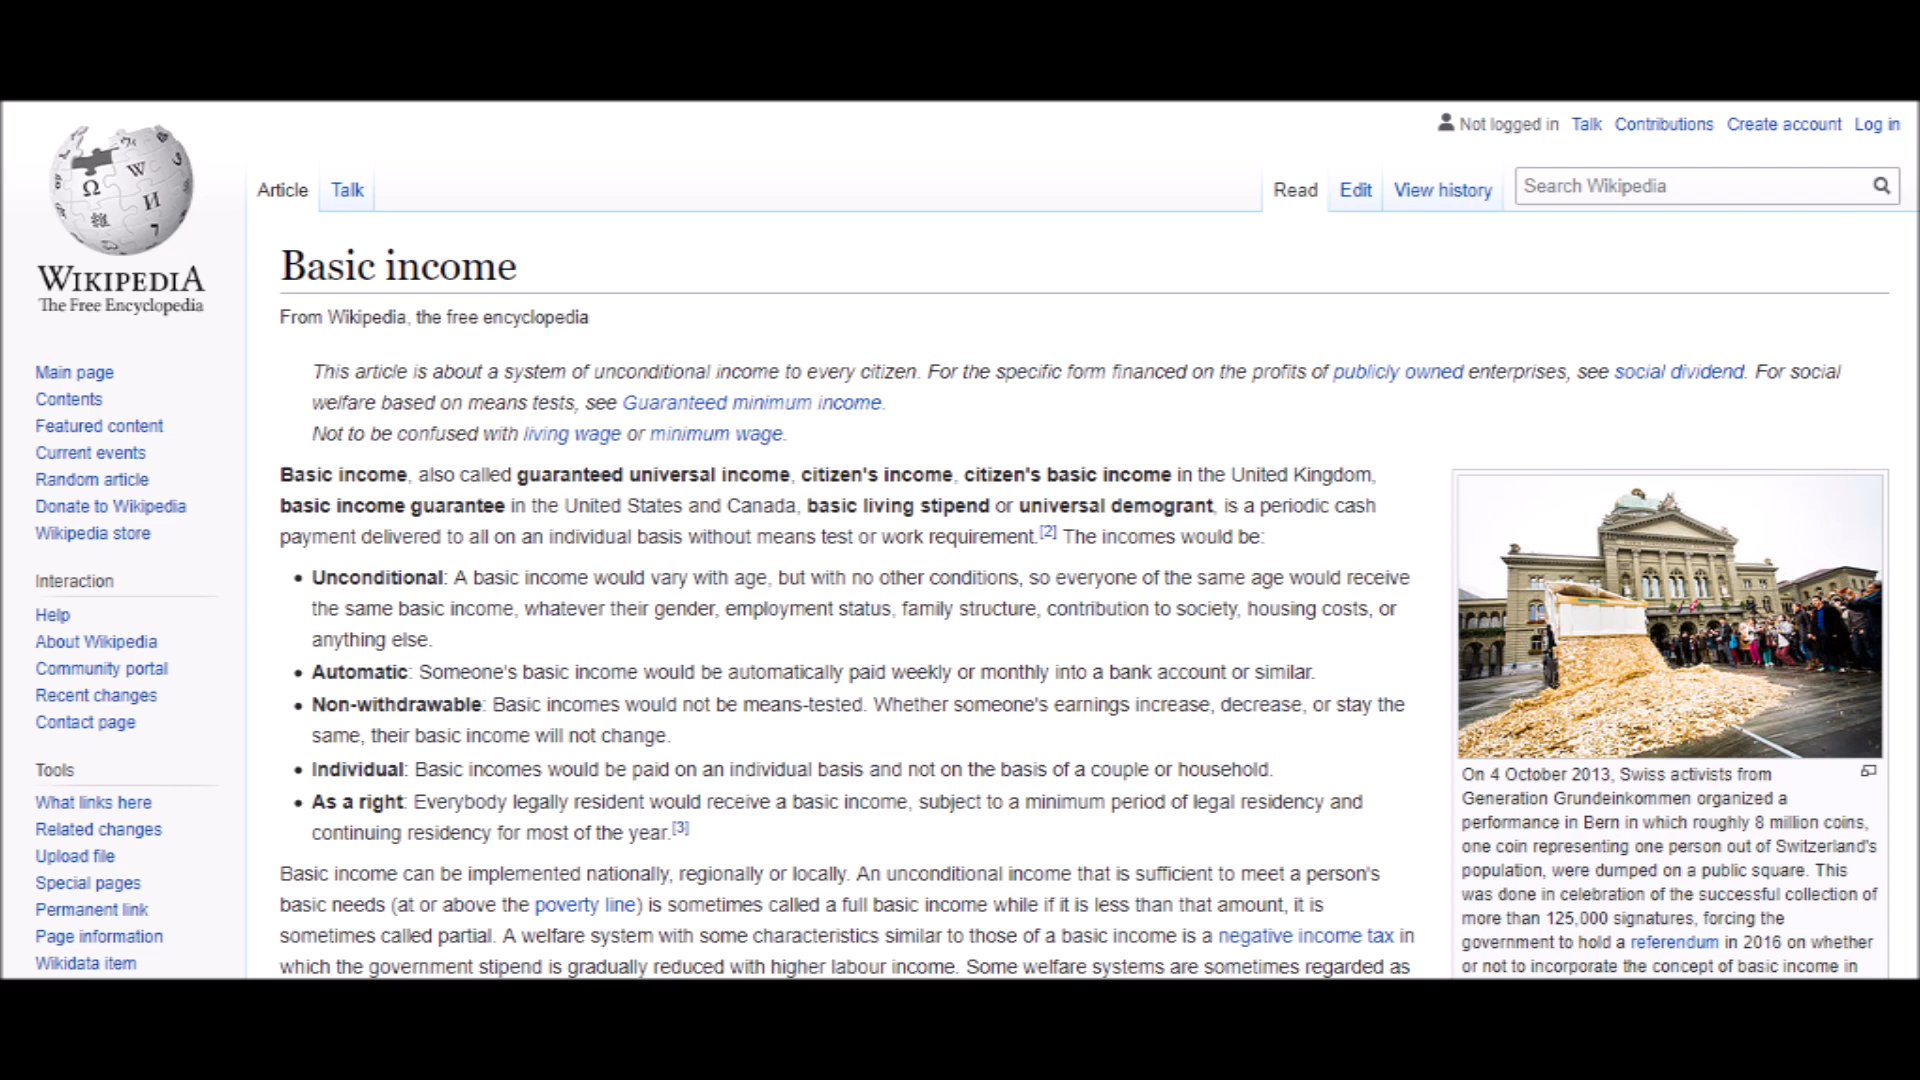 Not logged in Talk Contributions Create account Log in
Article Talk
Read Edit View history Search Wikipedia
WIKIPEDIA
The Free Encyclopedia
Main page
Contents
Featured content
Current events
Random article
Donate to Wikipedia
Wikipedia store
Interaction
Help
About Wikipedia
Community portal
Recent changes
Contact page
Tools
What links here
Related changes
Upload file
Special pages
Permanent link
Page information
Wikidata item
Basic income
From Wikipedia, the free encyclopedia
This article is about a system of unconditional income to every citizen. For the specific form financed on the profits of publicly owned enterprises, see social dividend. For social
welfare based on means tests, see Guaranteed minimum income.
Not to be confused with living wage or minimum wage.
Basic income, also called guaranteed universal income, citizen's income, citizen's basic income in the United Kingdom,
basic income guarantee in the United States and Canada, basic living stipend or universal demogrant, is a periodic cash
payment delivered to all on an individual basis without means test or work requirement.[2] The incomes would be:
• Unconditional: A basic income would vary with age, but with no other conditions, so everyone of the same age would receive
the same basic income, whatever their gender, employment status, family structure, contribution to society, housing costs, or
anything else.
• Automatic: Someone's basic income would be automatically paid weekly or monthly into a bank account or similar.
• Non-withdrawable: Basic incomes would not be means-tested. Whether someone's earnings increase, decrease, or stay the
same, their basic income will not change.
• Individual: Basic incomes would be paid on an individual basis and not on the basis of a couple or household.
• As a right: Everybody legally resident would receive a basic income, subject to a minimum period of legal residency and
continuing residency for most of the year.[3]
Basic income can be implemented nationally, regionally or locally. An unconditional income that is sufficient to meet a person's
basic needs (at or above the poverty line) is sometimes called a full basic income while if it is less than that amount, it is
sometimes called partial. A welfare system with some characteristics similar to those of a basic income is a negative income tax in
which the government stipend is gradually reduced with higher labour income. Some welfare systems are sometimes regarded as
On 4 October 2013, Swiss activists from
Generation Grundeinkommen organized a
performance in Bern in which roughly 8 million coins,
one coin representing one person out of Switzerland's
population, were dumped on a public square. This
was done in celebration of the successful collection of
more than 125,000 signatures, forcing the
government to hold a referendum in 2016 on whether
or not to incorporate the concept of basic income in